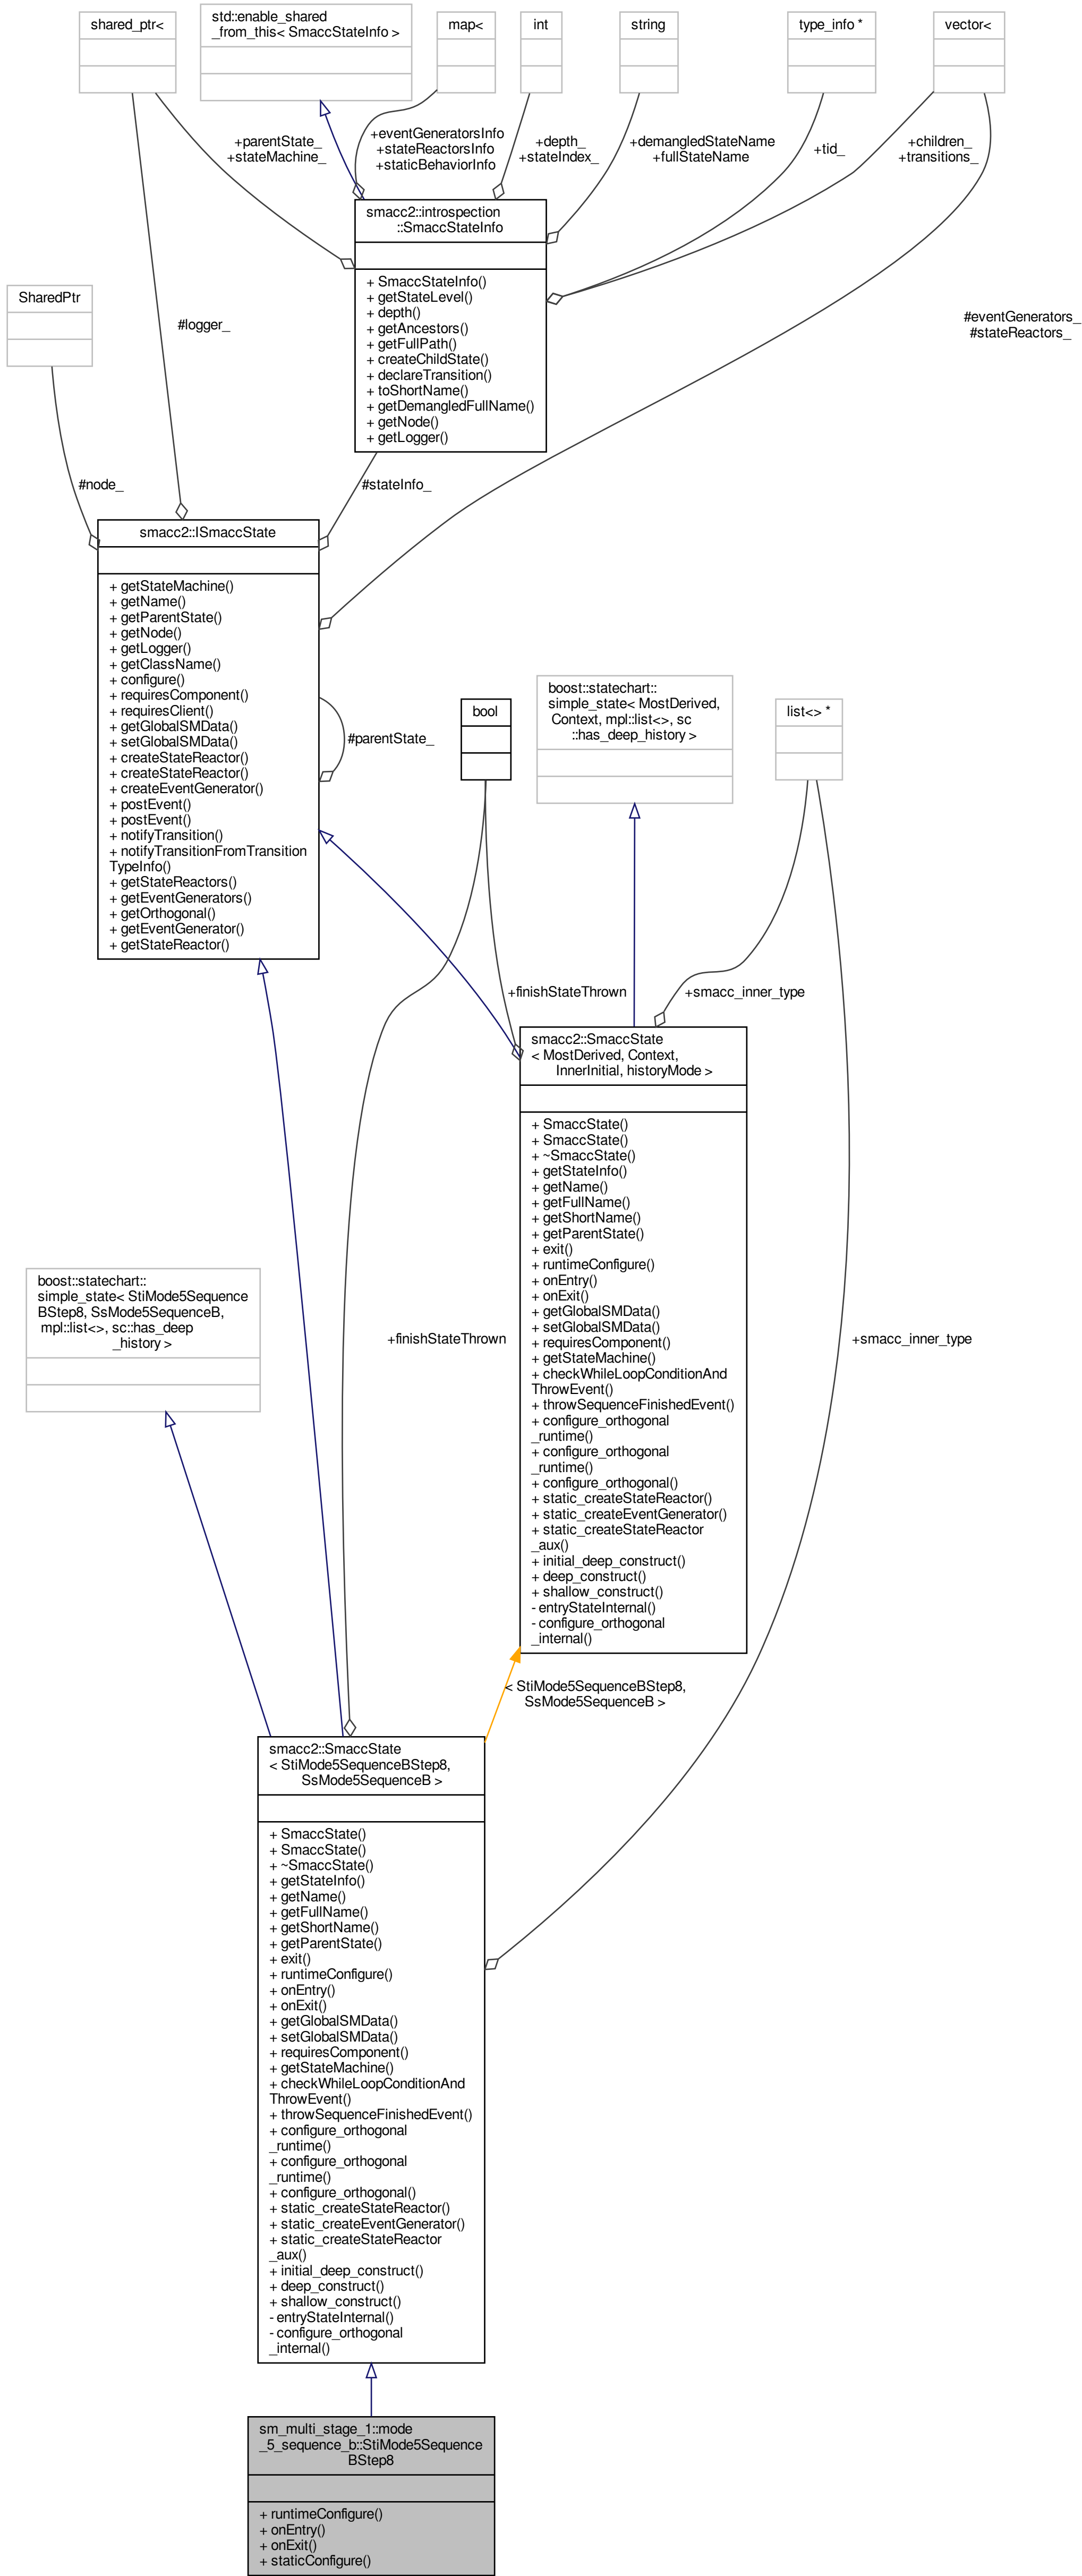 shared_ptr<
std::enable_shared
_from_this< SmaccStateInfo >
map<
int
string
type_info *
vector<
+parentState_
+stateMachine_
+eventGeneratorsInfo
+stateReactorsInfo
+staticBehaviorInfo
+depth_
+stateIndex_
+demangledStateName
+fullStateName
+tid_
+children_
+transitions_
smacc2::introspection
::SmaccStateInfo
+ SmaccStateInfo()
+ getStateLevel()
+ depth()
+ getAncestors()
+ getFullPath()
+ createChildState()
+ declareTransition()
+ toShortName()
+ getDemangledFullName()
+ getNode()
+ getLogger()
SharedPtr
#logger_
#eventGenerators_
#stateReactors_
#node_
#stateInfo_
smacc2::ISmaccState
+ getStateMachine()
+ getName()
+ getParentState()
+ getNode()
+ getLogger()
+ getClassName()
+ configure()
+ requiresComponent()
+ requiresClient()
+ getGlobalSMData()
+ setGlobalSMData()
+ createStateReactor()
+ createStateReactor()
+ createEventGenerator()
+ postEvent()
+ postEvent()
+ notifyTransition()
+ notifyTransitionFromTransition
TypeInfo()
+ getStateReactors()
+ getEventGenerators()
+ getOrthogonal()
+ getEventGenerator()
+ getStateReactor()
#parentState_
bool
boost::statechart::
simple_state< MostDerived,
Context, mpl::list<>, sc
::has_deep_history >
list<> *
+finishStateThrown
+smacc_inner_type
smacc2::SmaccState
< MostDerived, Context,
InnerInitial, historyMode >
+ SmaccState()
+ SmaccState()
+ ~SmaccState()
+ getStateInfo()
+ getName()
+ getFullName()
+ getShortName()
+ getParentState()
+ exit()
+ runtimeConfigure()
+ onEntry()
+ onExit()
+ getGlobalSMData()
+ setGlobalSMData()
+ requiresComponent()
+ getStateMachine()
+ checkWhileLoopConditionAnd
ThrowEvent()
+ throwSequenceFinishedEvent()
+ configure_orthogonal
_runtime()
+ configure_orthogonal
_runtime()
+ configure_orthogonal()
+ static_createStateReactor()
+ static_createEventGenerator()
+ static_createStateReactor
_aux()
+ initial_deep_construct()
+ deep_construct()
+ shallow_construct()
- entryStateInternal()
- configure_orthogonal
_internal()
boost::statechart::
simple_state< StiMode5Sequence
BStep8, SsMode5SequenceB,
mpl::list<>, sc::has_deep
_history >
+finishStateThrown
+smacc_inner_type
< StiMode5SequenceBStep8,
SsMode5SequenceB >
smacc2::SmaccState
< StiMode5SequenceBStep8,
SsMode5SequenceB >
+ SmaccState()
+ SmaccState()
+ ~SmaccState()
+ getStateInfo()
+ getName()
+ getFullName()
+ getShortName()
+ getParentState()
+ exit()
+ runtimeConfigure()
+ onEntry()
+ onExit()
+ getGlobalSMData()
+ setGlobalSMData()
+ requiresComponent()
+ getStateMachine()
+ checkWhileLoopConditionAnd
ThrowEvent()
+ throwSequenceFinishedEvent()
+ configure_orthogonal
_runtime()
+ configure_orthogonal
_runtime()
+ configure_orthogonal()
+ static_createStateReactor()
+ static_createEventGenerator()
+ static_createStateReactor
_aux()
+ initial_deep_construct()
+ deep_construct()
+ shallow_construct()
- entryStateInternal()
- configure_orthogonal
_internal()
sm_multi_stage_1::mode
_5_sequence_b::StiMode5Sequence
BStep8
+ runtimeConfigure()
+ onEntry()
+ onExit()
+ staticConfigure()